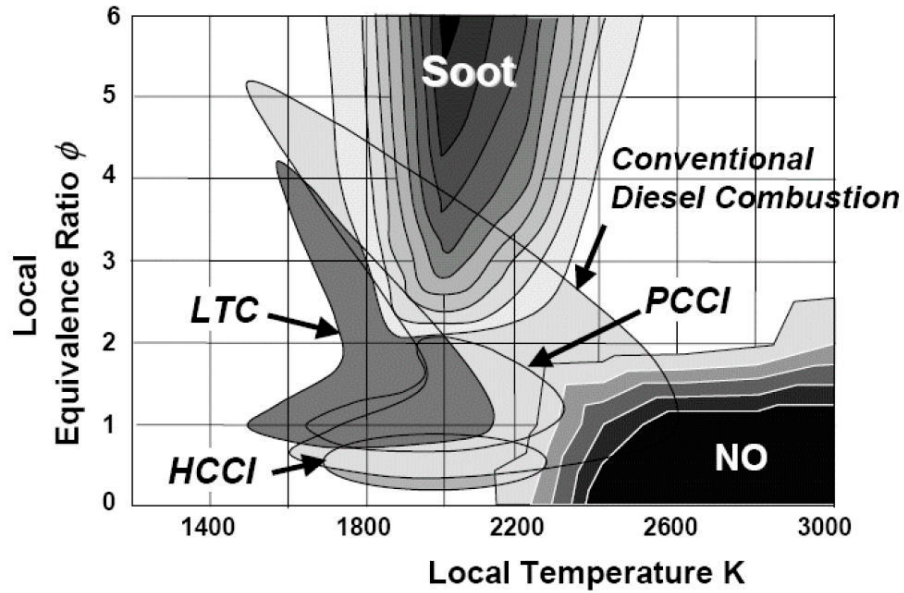 6
5
4
3
2
1
0
Local
Equivalence Ratio ϕ
Soot
Conventional
Diesel Combustion
LTC
PCCI
HCCI
NO
1400 1800 2200 2600 3000
Local Temperature K